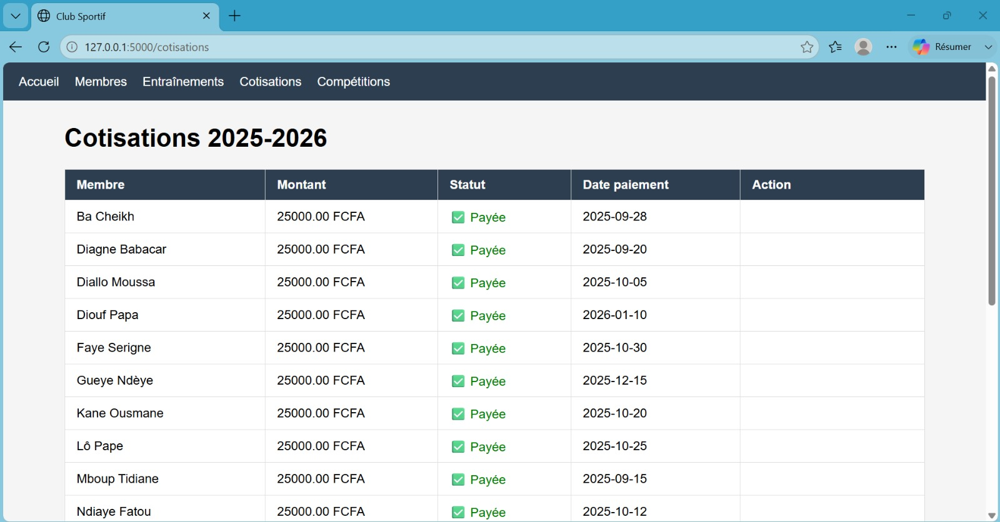 Club Sportif
127.0.0.1:5000/cotisations
Résumer
Accueil Membres Entraînements Cotisations Compétitions
Cotisations 2025-2026
Membre Montant Statut Date paiement Action
Ba Cheikh 25000.00 FCFA ✅ Payée 2025-09-28
Diagne Babacar 25000.00 FCFA ✅ Payée 2025-09-20
Diallo Moussa 25000.00 FCFA ✅ Payée 2025-10-05
Diouf Papa 25000.00 FCFA ✅ Payée 2026-01-10
Faye Serigne 25000.00 FCFA ✅ Payée 2025-10-30
Gueye Ndèye 25000.00 FCFA ✅ Payée 2025-12-15
Kane Ousmane 25000.00 FCFA ✅ Payée 2025-10-20
Lô Pape 25000.00 FCFA ✅ Payée 2025-10-25
Mboup Tidiane 25000.00 FCFA ✅ Payée 2025-09-15
Ndiaye Fatou 25000.00 FCFA ✅ Payée 2025-10-12